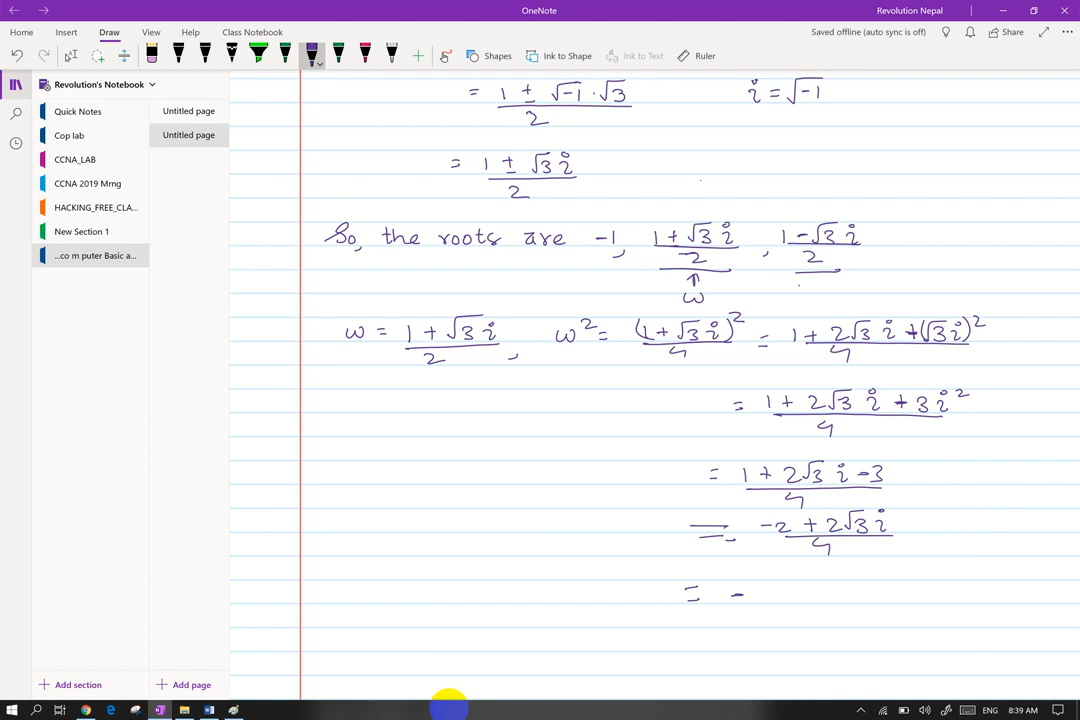 OneNote
Revolution Nepal
Home Insert Draw View Help Class Notebook
Saved offline (auto sync is off)
Share
Shapes
Ink to Shape
Ink to Text
Ruler
Revolution's Notebook
Quick Notes
Cop lab
CCNA_LAB
CCNA 2019 Mrng
HACKING_FREE_CLA...
New Section 1
...co m puter Basic a...
Untitled page
Untitled page
Add section
Add page
= (1 ± √-1 · √3)/2    i = √-1
= (1 ± √3 i)/2
So, the roots are -1, (1 + √3 i)/2, (1 - √3 i)/2
↑
ω
ω = (1 + √3 i)/2, ω² = (1 + √3 i)²/4 = (1 + 2√3 i + (√3 i)²)/4
= (1 + 2√3 i + 3i²)/4
= (1 + 2√3 i - 3)/4
= (-2 + 2√3 i)/4
= -
ENG 8:39 AM